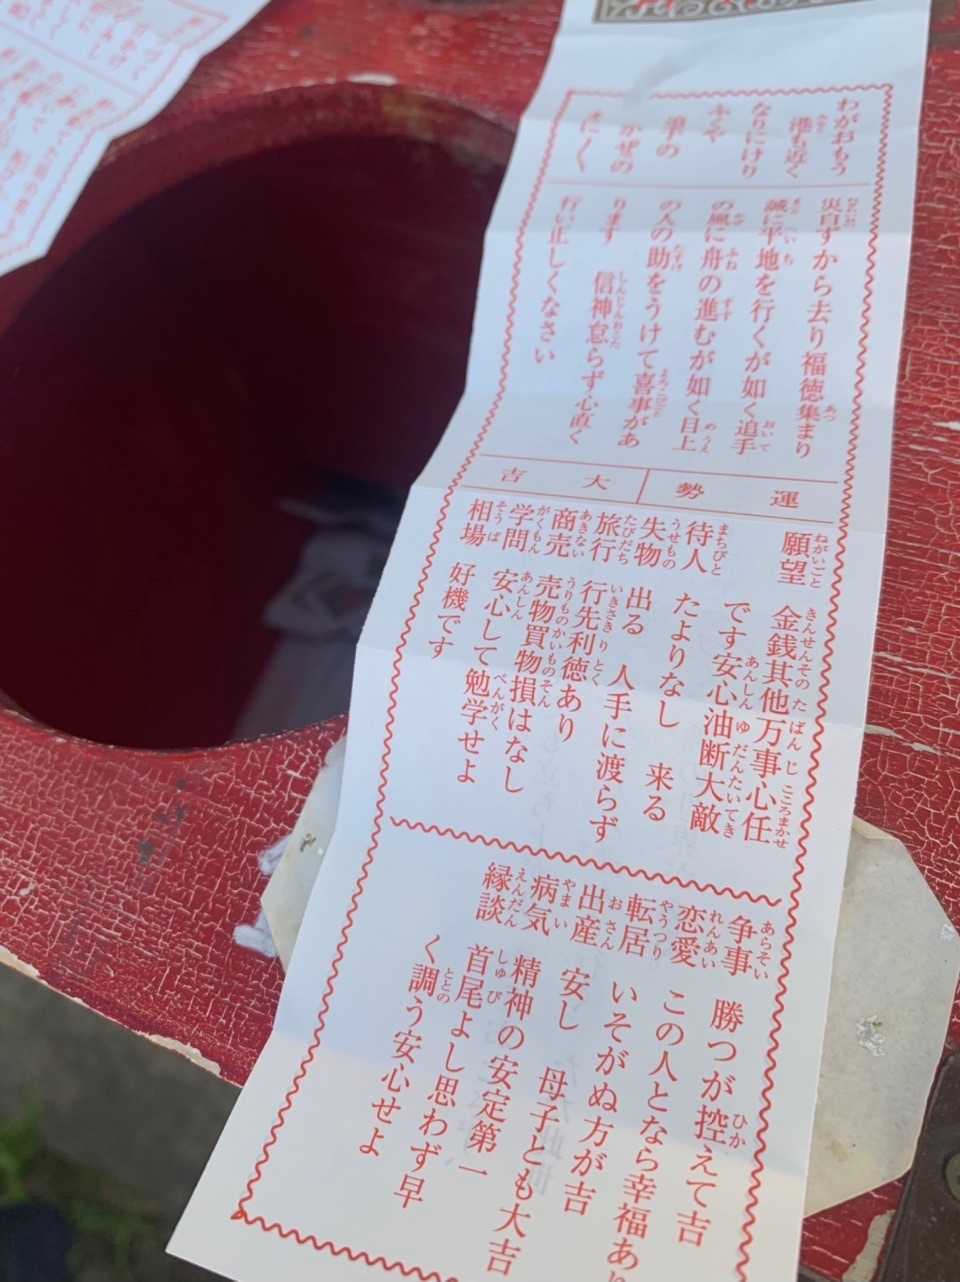 わがおもう
港も近く
なりにけり
ふくや
追手の
かぜの
まにく
災自ずから去り福徳集まり
誠に平地を行くが如く追手
の風に舟の進むが如く目上
の人の助をうけて喜事があ
ります 信神怠らず心直く
行い正しくなさい
運勢 大吉
願望 金銭其他万事心任
です安心油断大敵
待人 たよりなし 来る
失物 出る 人手に渡らず
旅行 行先利徳あり
商売 売物買物損はなし
学問 安心して勉学せよ
相場 好機です
争事 勝つが控えて吉
恋愛 この人となら幸福あり
転居 いそがぬ方が吉
出産 安し 母子とも大吉
病気 精神の安定第一
縁談 首尾よし思わず早
く調う安心せよ